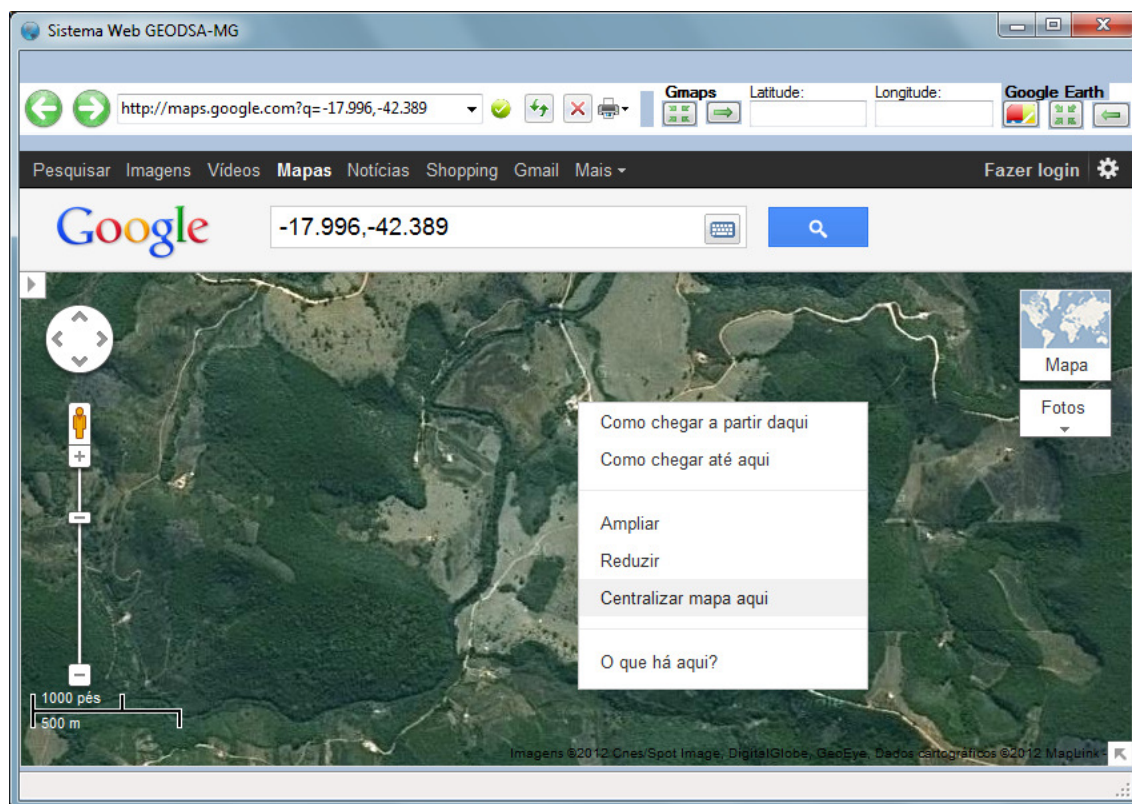 Sistema Web GEODSA-MG
Gmaps Latitude: Longitude: Google Earth
http://maps.google.com?q=-17.996,-42.389
Pesquisar Imagens Vídeos Mapas Notícias Shopping Gmail Mais Fazer login
Google -17.996,-42.389
Mapa
Fotos
Como chegar a partir daqui
Como chegar até aqui
Ampliar
Reduzir
Centralizar mapa aqui
O que há aqui?
1000 pés
500 m
Imagens ©2012 Cnes/Spot Image, DigitalGlobe, GeoEye, Dados cartográficos ©2012 MapLink -